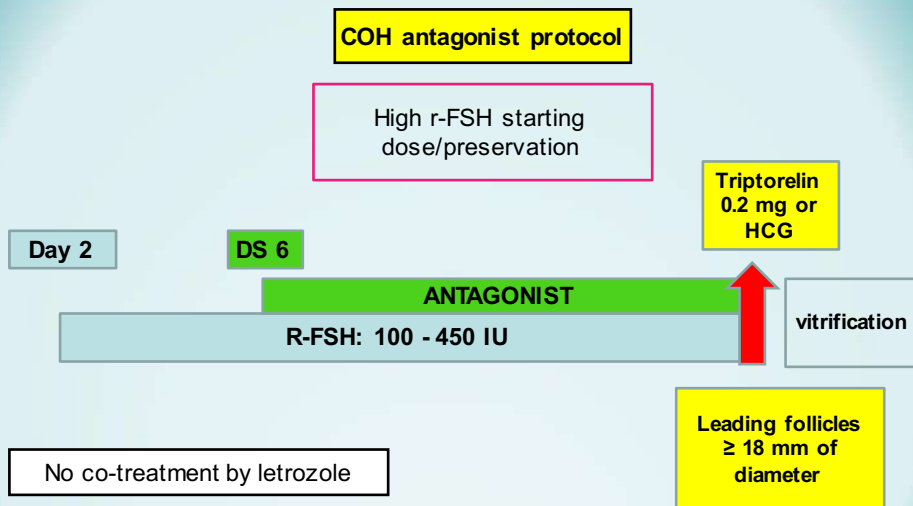 COH antagonist protocol
High r-FSH starting
dose/preservation
Triptorelin
0.2 mg or
HCG
Day 2
DS 6
ANTAGONIST
vitrification
R-FSH: 100 - 450 IU
Leading follicles
≥ 18 mm of
diameter
No co-treatment by letrozole